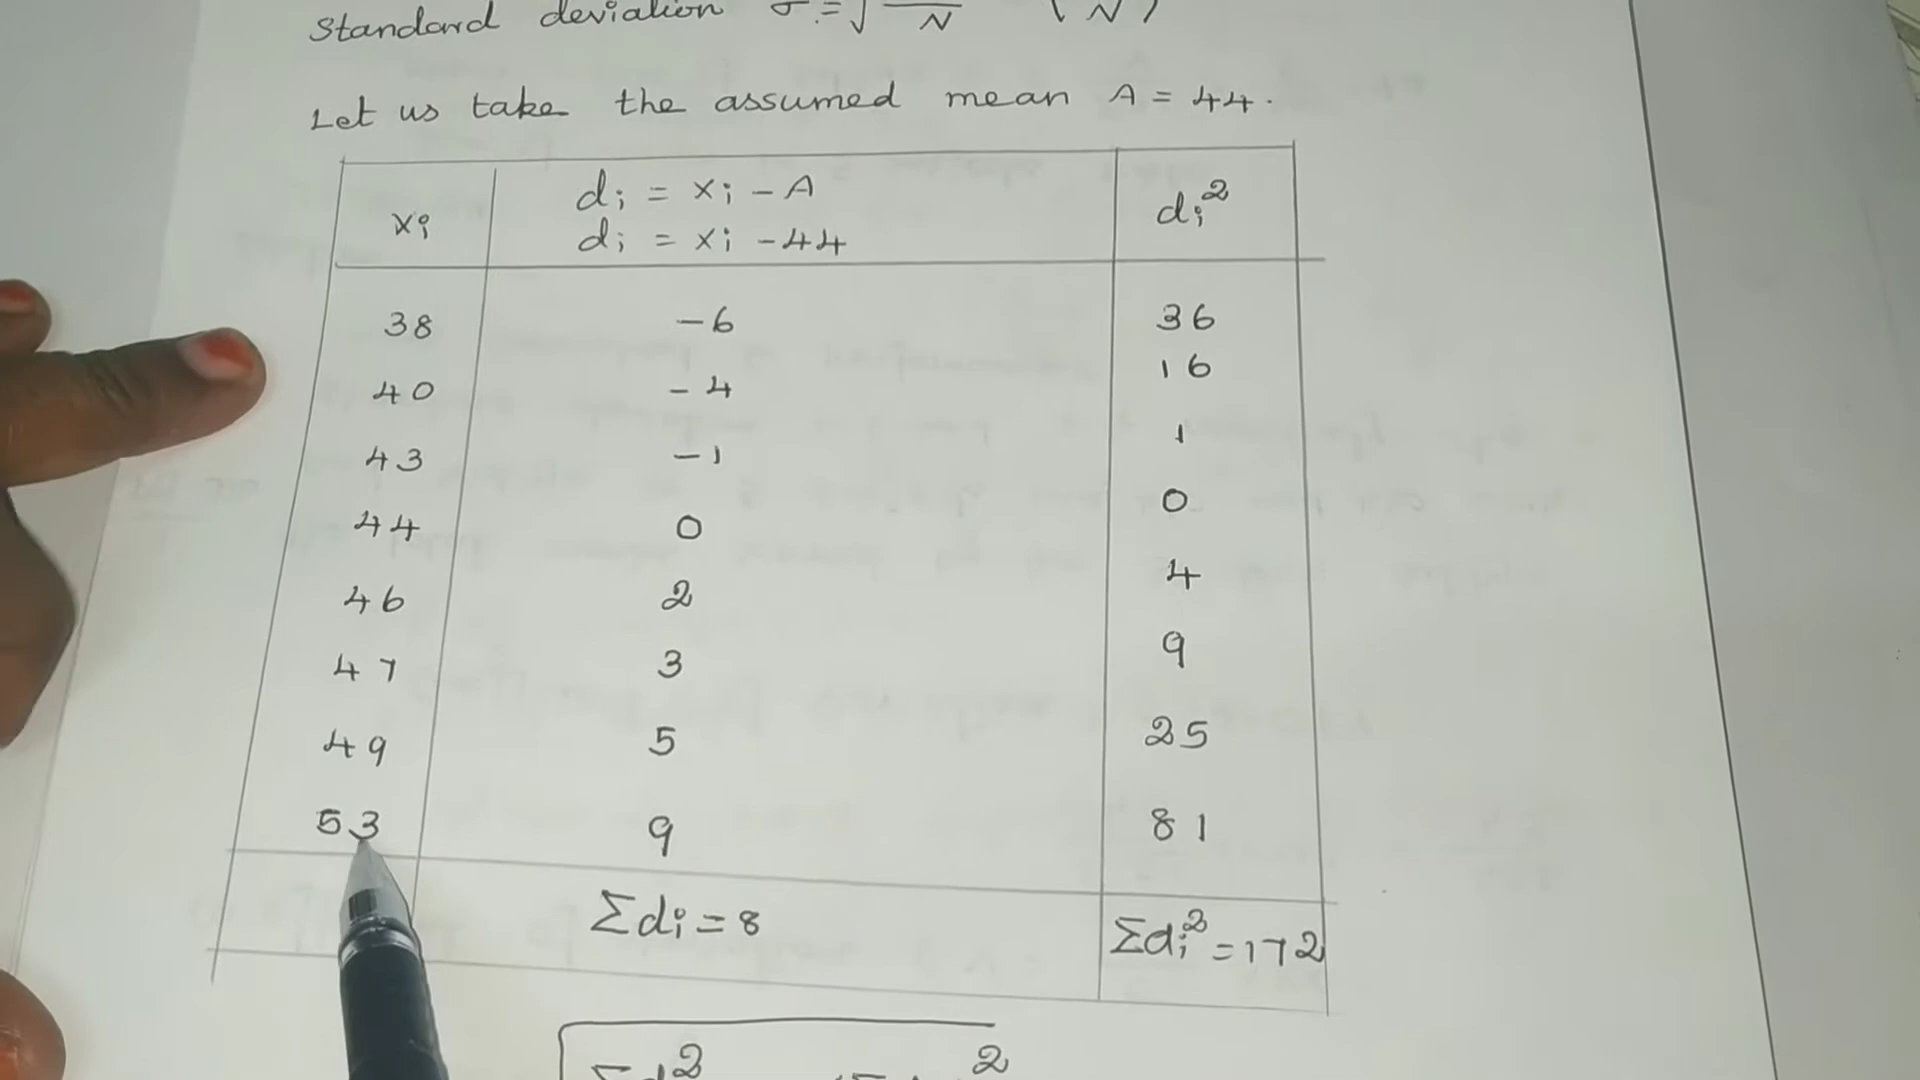 Standard deviation σ = √ N ( N )
Let us take the assumed mean A = 44.
xi di = xi - A di²
di = xi - 44
38 -6 36
40 -4 16
43 -1 1
44 0 0
46 2 4
47 3 9
49 5 25
53 9 81
Σdi = 8 Σdi² = 172